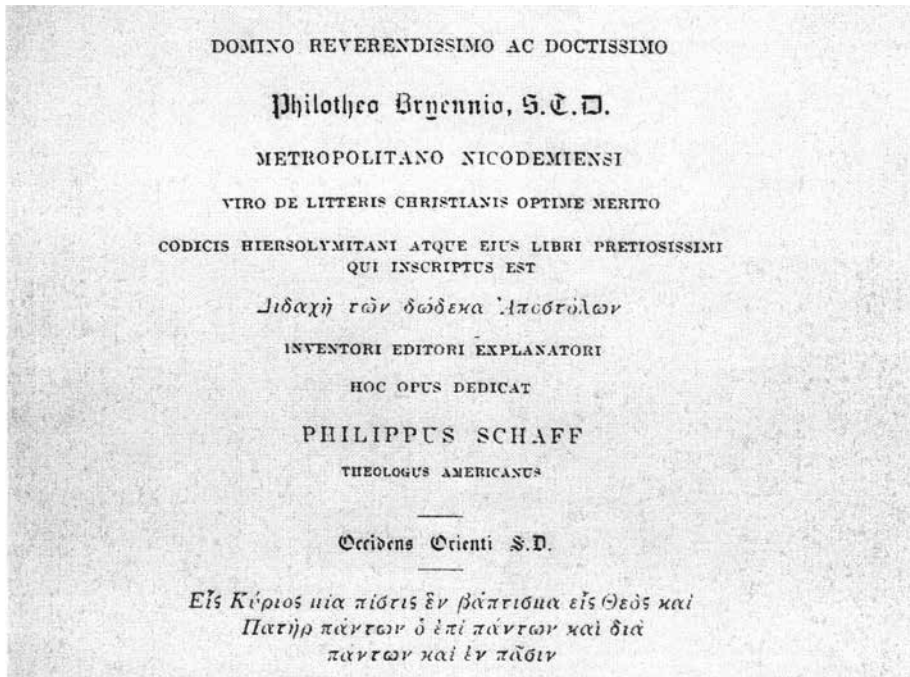 DOMINO REVERENDISSIMO AC DOCTISSIMO
Philotheo Bryennio, S.T.D.
METROPOLITANO NICODEMIENSI
VIRO DE LITTERIS CHRISTIANIS OPTIME MERITO
CODICIS HIERSOLYMITANI ATQUE EIUS LIBRI PRETIOSISSIMI
QUI INSCRIPTUS EST
Διδαχὴ τῶν δώδεκα Ἀποστόλων
INVENTORI EDITORI EXPLANATORI
HOC OPUS DEDICAT
PHILIPPUS SCHAFF
THEOLOGUS AMERICANUS
Occidens Orienti S.D.
Εἷς Κύριος μία πίστις ἓν βάπτισμα εἷς Θεὸς καὶ
Πατὴρ πάντων ὁ ἐπὶ πάντων καὶ διὰ
πάντων καὶ ἐν πᾶσιν